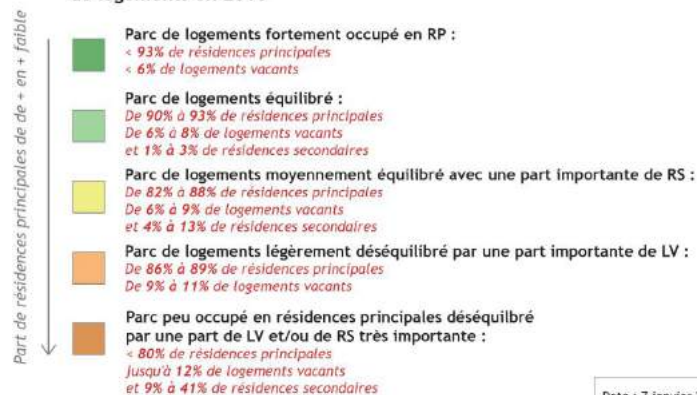 Part de résidences principales de de + en + faible
Parc de logements fortement occupé en RP :
< 93% de résidences principales
< 6% de logements vacants
Parc de logements équilibré :
De 90% à 93% de résidences principales
De 6% à 8% de logements vacants
et 1% à 3% de résidences secondaires
Parc de logements moyennement équilibré avec une part importante de RS :
De 82% à 88% de résidences principales
De 6% à 9% de logements vacants
et 4% à 13% de résidences secondaires
Parc de logements légèrement déséquilibré par une part importante de LV :
De 86% à 89% de résidences principales
De 9% à 11% de logements vacants
Parc peu occupé en résidences principales déséquilbré
par une part de LV et/ou de RS très importante :
< 80% de résidences principales
Jusqu'à 12% de logements vacants
et 9% à 41% de résidences secondaires